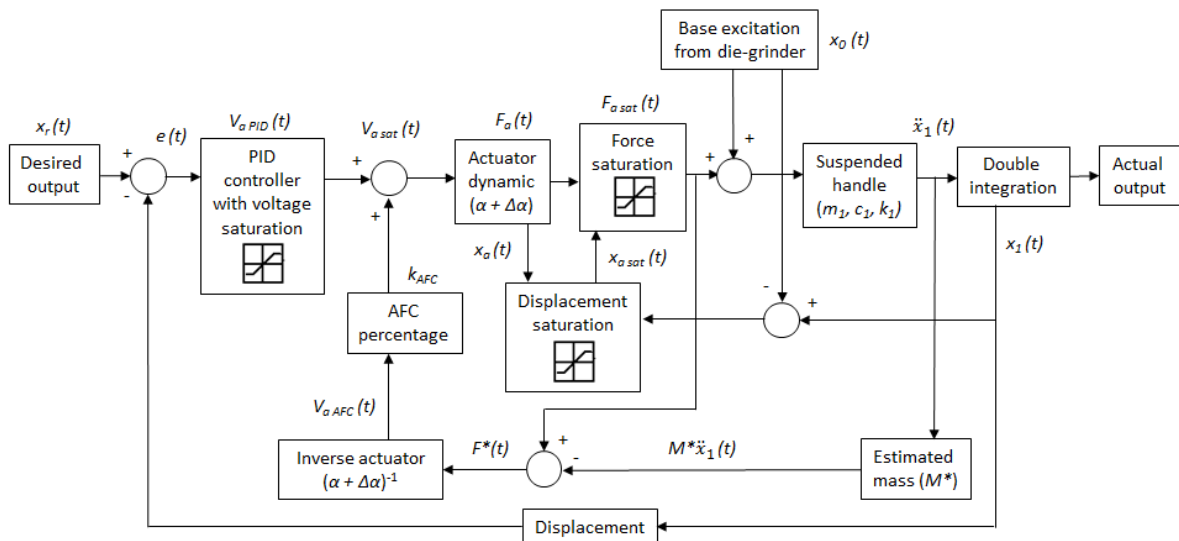 Base excitation
from die-grinder
x₀ (t)
xᵣ (t)
Desired
output
+
-
e (t)
Vₐ PID (t)
PID
controller
with voltage
saturation
Vₐ sat (t)
+
+
Fₐ (t)
Actuator
dynamic
(α + Δα)
Fₐ sat (t)
Force
saturation
+
+
Suspended
handle
(m₁, c₁, k₁)
ẍ₁ (t)
Double
integration
Actual
output
xₐ (t)
xₐ sat (t)
x₁ (t)
k_AFC
AFC
percentage
Displacement
saturation
-
+
Vₐ AFC (t)
Inverse actuator
(α + Δα)⁻¹
F*(t)
+
-
M*ẍ₁ (t)
Estimated
mass (M*)
Displacement